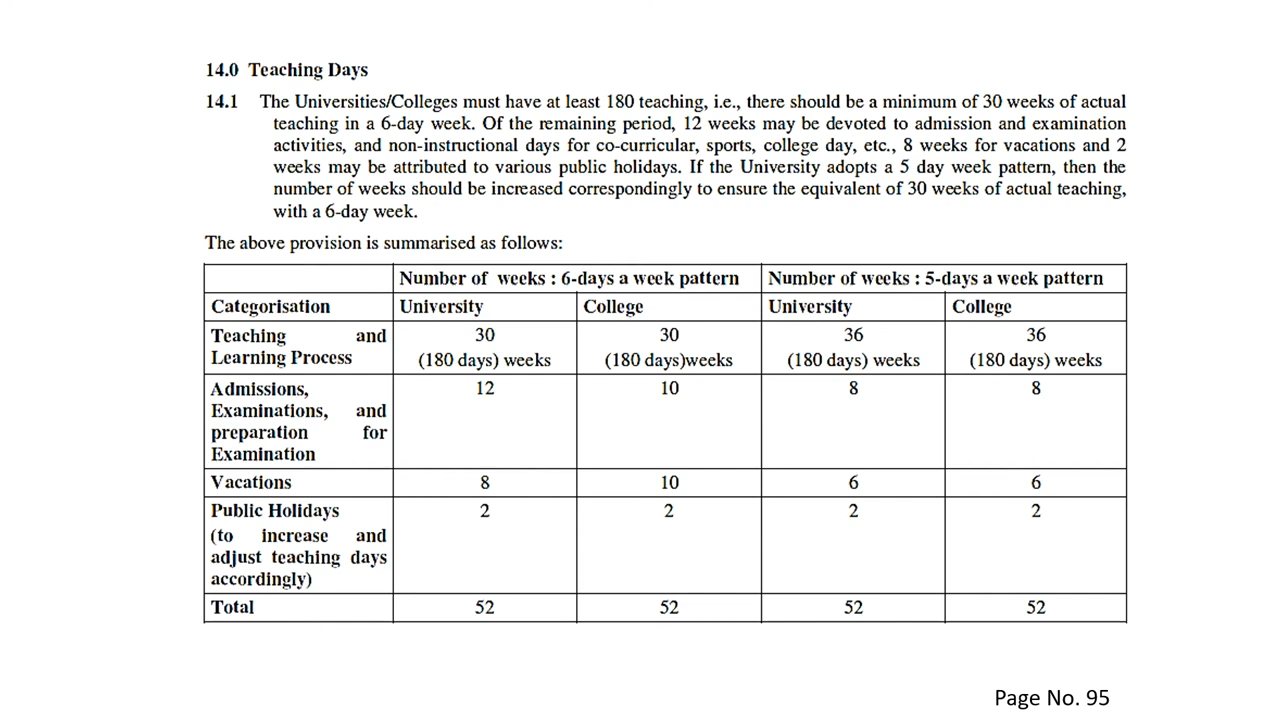 14.0 Teaching Days
14.1 The Universities/Colleges must have at least 180 teaching, i.e., there should be a minimum of 30 weeks of actual
teaching in a 6-day week. Of the remaining period, 12 weeks may be devoted to admission and examination
activities, and non-instructional days for co-curricular, sports, college day, etc., 8 weeks for vacations and 2
weeks may be attributed to various public holidays. If the University adopts a 5 day week pattern, then the
number of weeks should be increased correspondingly to ensure the equivalent of 30 weeks of actual teaching,
with a 6-day week.
The above provision is summarised as follows:
Number of weeks : 6-days a week pattern Number of weeks : 5-days a week pattern
Categorisation University College University College
Teaching and 30 30 36 36
Learning Process (180 days) weeks (180 days)weeks (180 days) weeks (180 days) weeks
Admissions, 12 10 8 8
Examinations, and
preparation for
Examination
Vacations 8 10 6 6
Public Holidays 2 2 2 2
(to increase and
adjust teaching days
accordingly)
Total 52 52 52 52
Page No. 95